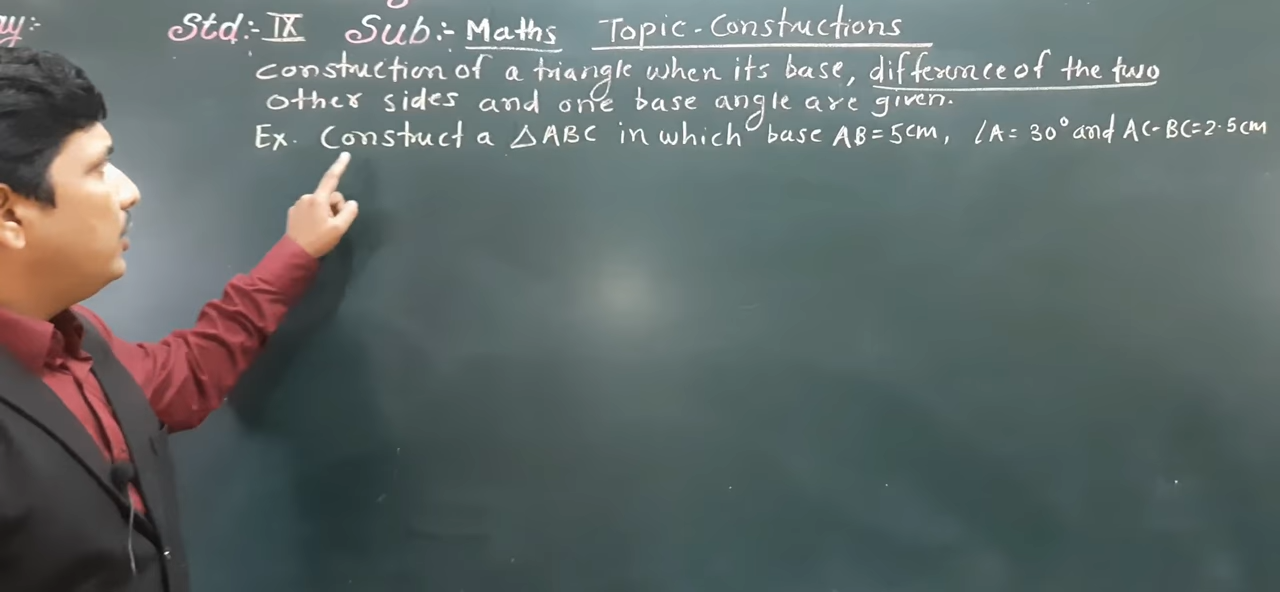 y:- Std:- IX Sub:- Maths Topic-Constructions
constuction of a triangle when its base, difference of the two
other sides and one base angle are given.
Ex. Construct a △ABC in which base AB=5cm, ∠A=30° and AC-BC=2.5cm